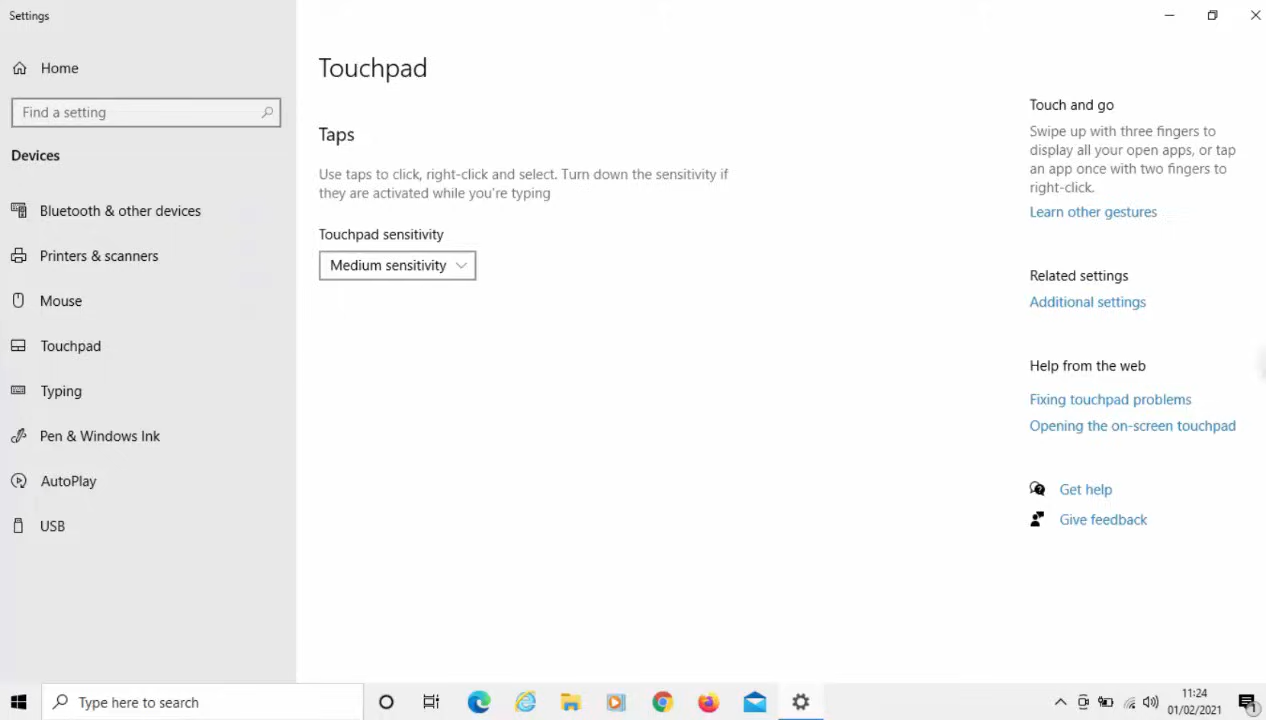 Settings
Home
Find a setting
Devices
Bluetooth & other devices
Printers & scanners
Mouse
Touchpad
Typing
Pen & Windows Ink
AutoPlay
USB
Touchpad
Taps
Use taps to click, right-click and select. Turn down the sensitivity if
they are activated while you're typing
Touchpad sensitivity
Medium sensitivity
Touch and go
Swipe up with three fingers to
display all your open apps, or tap
an app once with two fingers to
right-click.
Learn other gestures
Related settings
Additional settings
Help from the web
Fixing touchpad problems
Opening the on-screen touchpad
Get help
Give feedback
Type here to search
11:24
01/02/2021
1